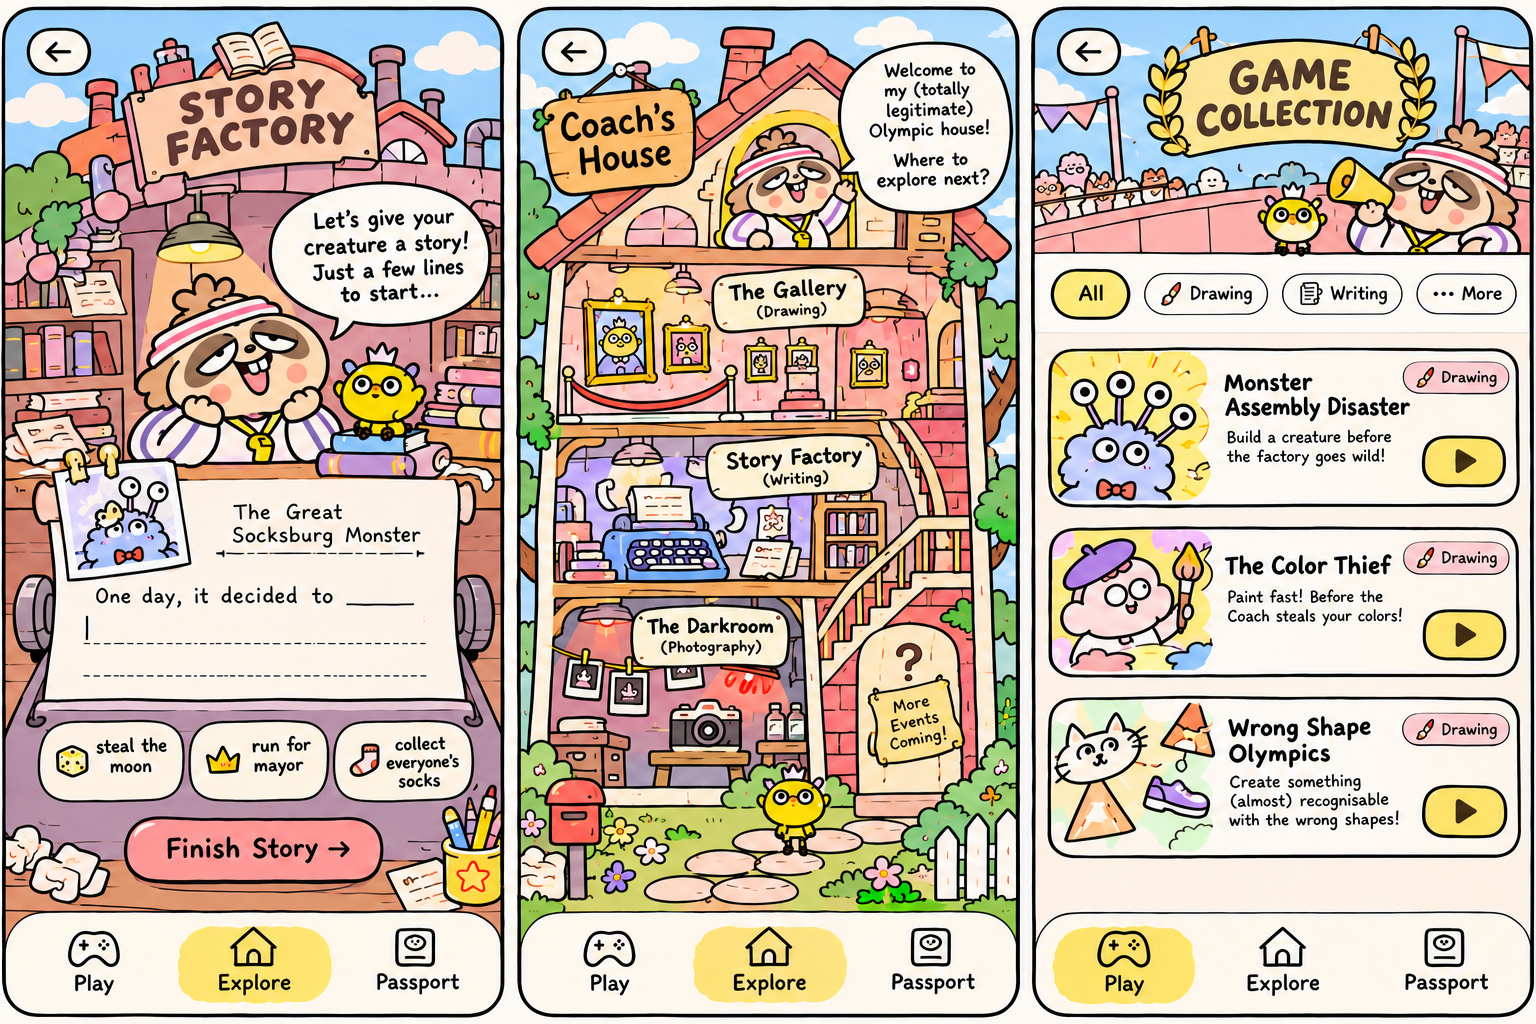 STORY
FACTORY
Let's give your
creature a story!
Just a few lines
to start...
The Great
Socksburg Monster
One day, it decided to ______
steal the
moon
run for
mayor
collect
everyone's
socks
Finish Story →
Play
Explore
Passport
Coach's
House
Welcome to
my (totally
legitimate)
Olympic house!
Where to
explore next?
The Gallery
(Drawing)
Story Factory
(Writing)
The Darkroom
(Photography)
?
More
Events
Coming!
Play
Explore
Passport
GAME
COLLECTION
All
Drawing
Writing
••• More
Monster
Assembly Disaster
Drawing
Build a creature before
the factory goes wild!
The Color Thief
Drawing
Paint fast! Before the
Coach steals your colors!
Wrong Shape
Olympics
Drawing
Create something
(almost) recognisable
with the wrong shapes!
Play
Explore
Passport